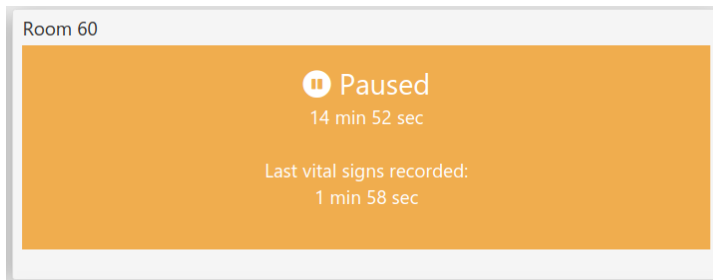 Room 60
Paused
14 min 52 sec
Last vital signs recorded:
1 min 58 sec